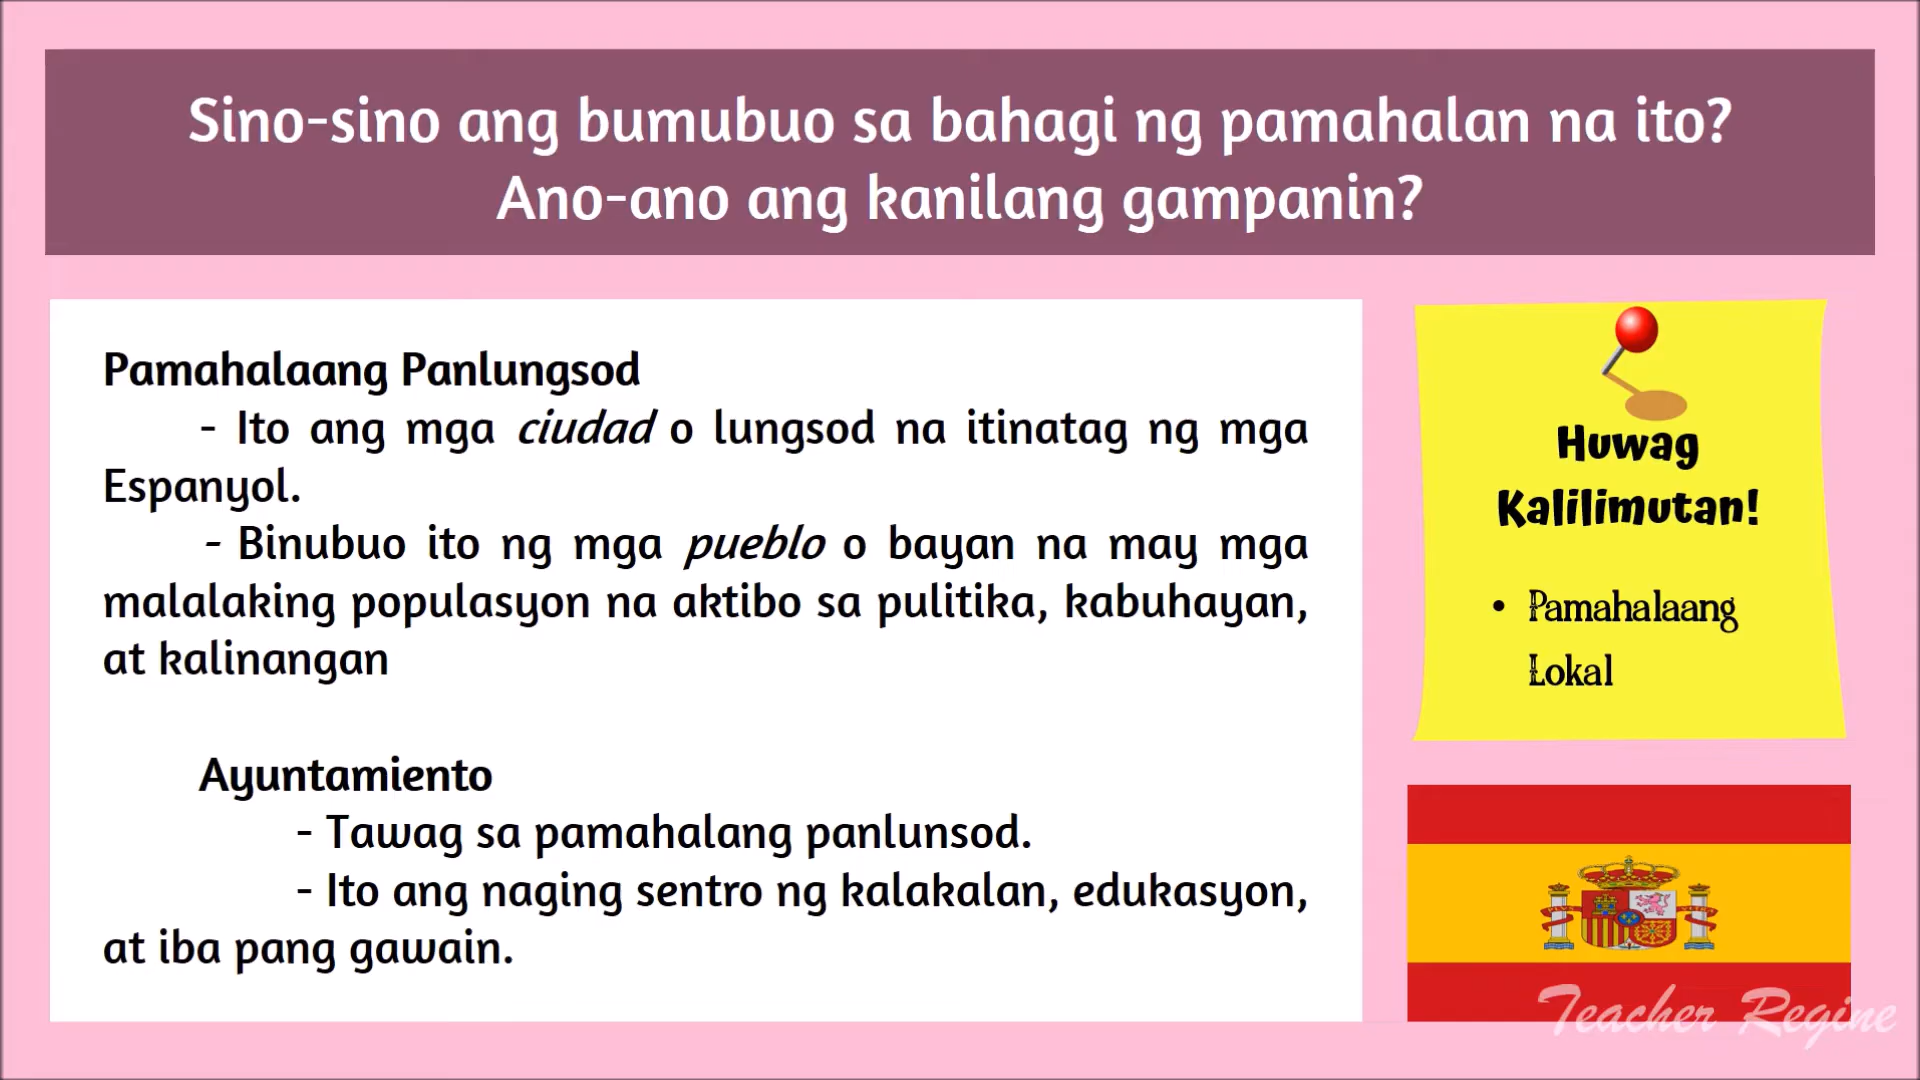 Sino-sino ang bumubuo sa bahagi ng pamahalan na ito?
Ano-ano ang kanilang gampanin?
Pamahalaang Panlungsod
- Ito ang mga ciudad o lungsod na itinatag ng mga
Espanyol.
- Binubuo ito ng mga pueblo o bayan na may mga
malalaking populasyon na aktibo sa pulitika, kabuhayan,
at kalinangan
Ayuntamiento
- Tawag sa pamahalang panlunsod.
- Ito ang naging sentro ng kalakalan, edukasyon,
at iba pang gawain.
Huwag
Kalilimutan!
• Pamahalaang
Lokal
Teacher Regine